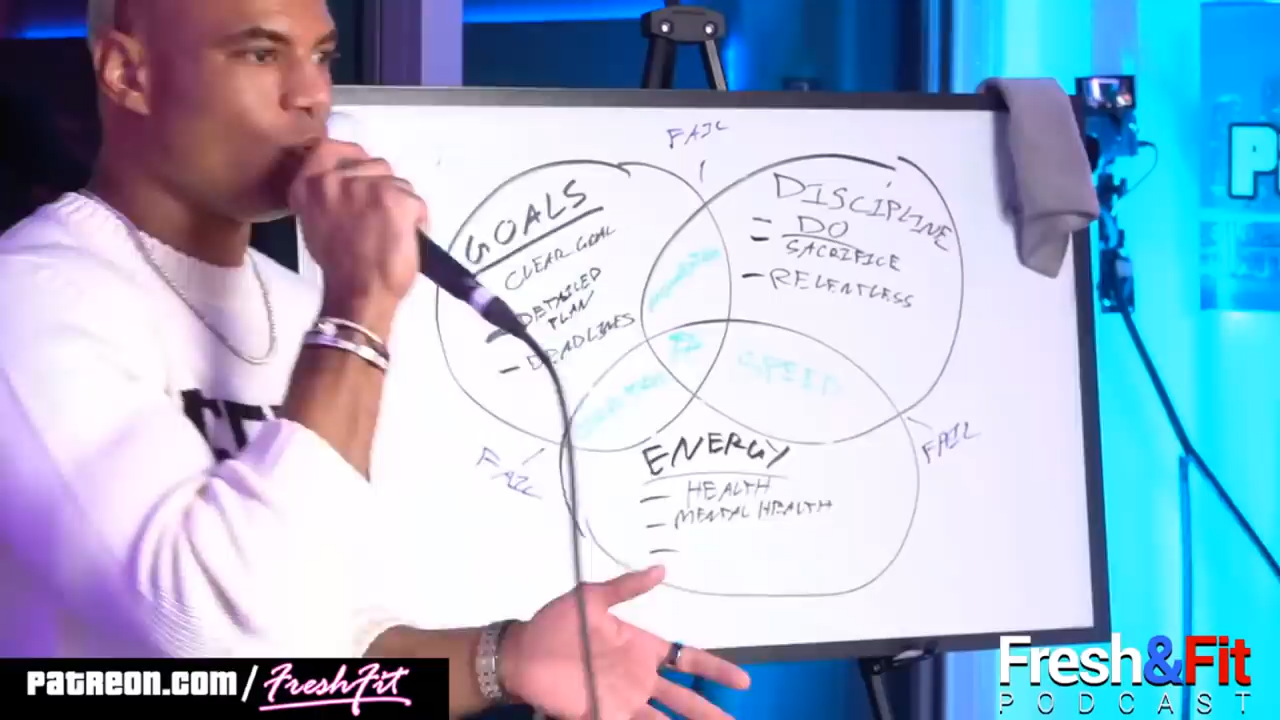 FAIL
GOALS
CLEAR GOAL
- DETAILED
PLAN
- DEADLINES
DISCIPLINE
- DO
- SACRIFICE
- RELENTLESS
SPEED
FAIL
FAIL
ENERGY
- HEALTH
- MENTAL HEALTH
-
PATREON.COM/FreshFit
Fresh&Fit
PODCAST